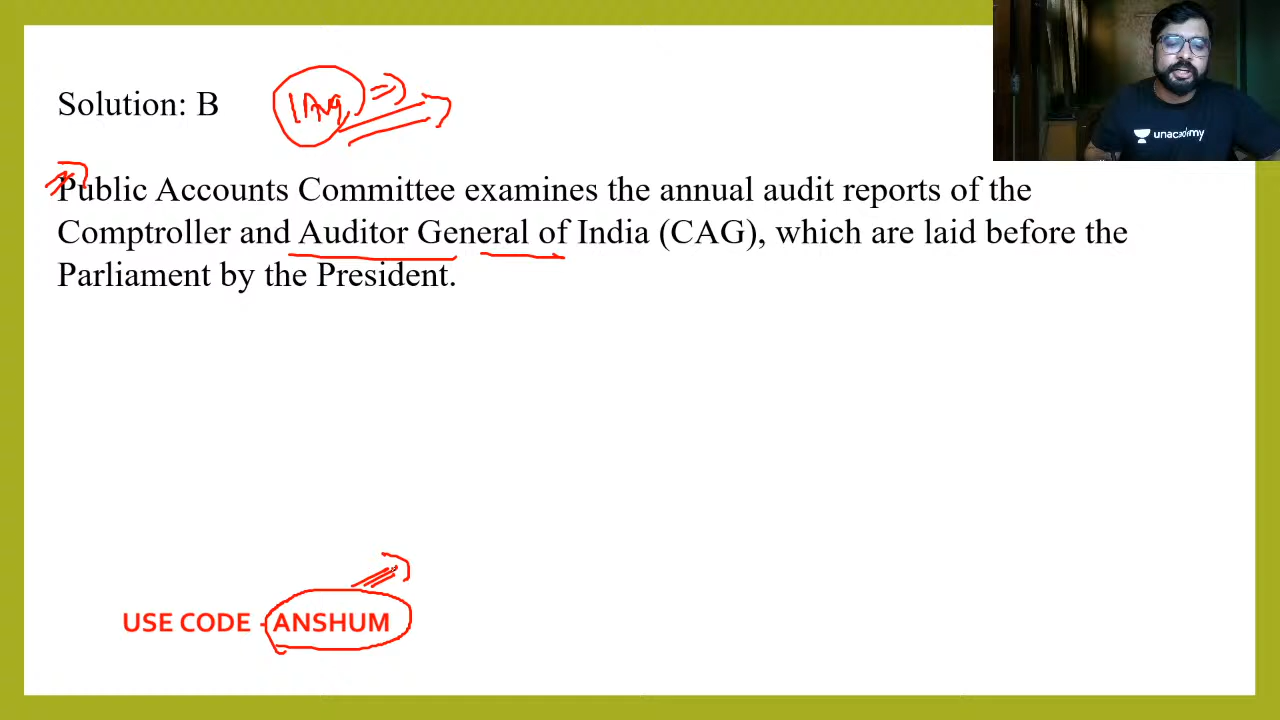 Solution: B
unacademy
Public Accounts Committee examines the annual audit reports of the
Comptroller and Auditor General of India (CAG), which are laid before the
Parliament by the President.
USE CODE - ANSHUM